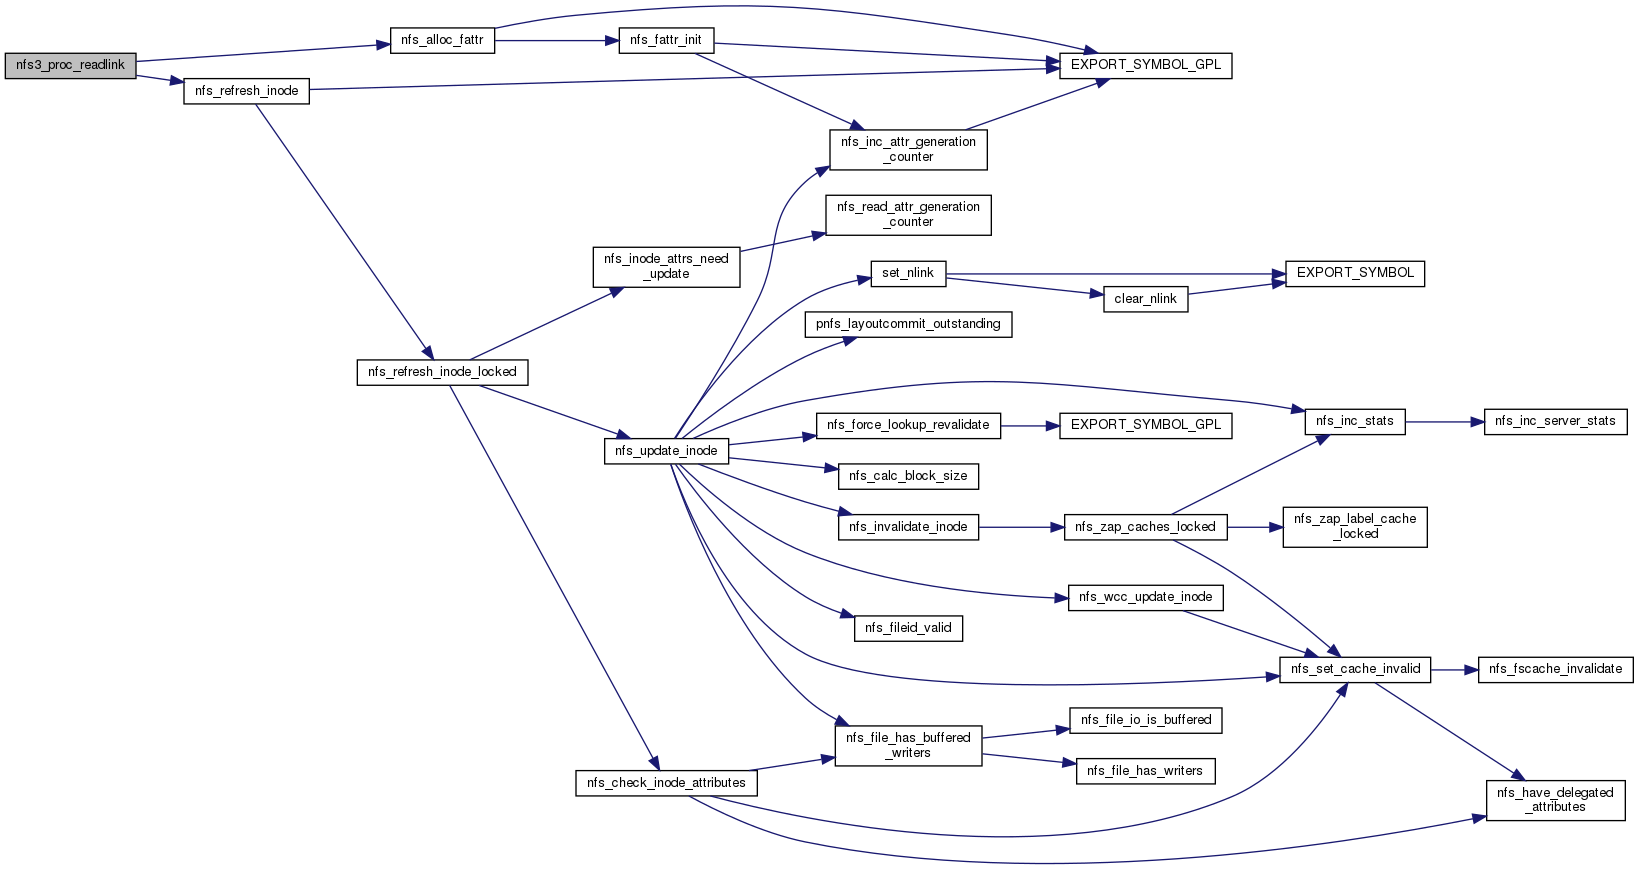 nfs3_proc_readlink
nfs_alloc_fattr
nfs_refresh_inode
nfs_fattr_init
EXPORT_SYMBOL_GPL
nfs_inc_attr_generation
_counter
nfs_read_attr_generation
_counter
nfs_inode_attrs_need
_update
set_nlink
EXPORT_SYMBOL
clear_nlink
pnfs_layoutcommit_outstanding
nfs_refresh_inode_locked
nfs_force_lookup_revalidate
EXPORT_SYMBOL_GPL
nfs_inc_stats
nfs_inc_server_stats
nfs_update_inode
nfs_calc_block_size
nfs_invalidate_inode
nfs_zap_caches_locked
nfs_zap_label_cache
_locked
nfs_wcc_update_inode
nfs_fileid_valid
nfs_set_cache_invalid
nfs_fscache_invalidate
nfs_file_has_buffered
_writers
nfs_file_io_is_buffered
nfs_file_has_writers
nfs_check_inode_attributes
nfs_have_delegated
_attributes